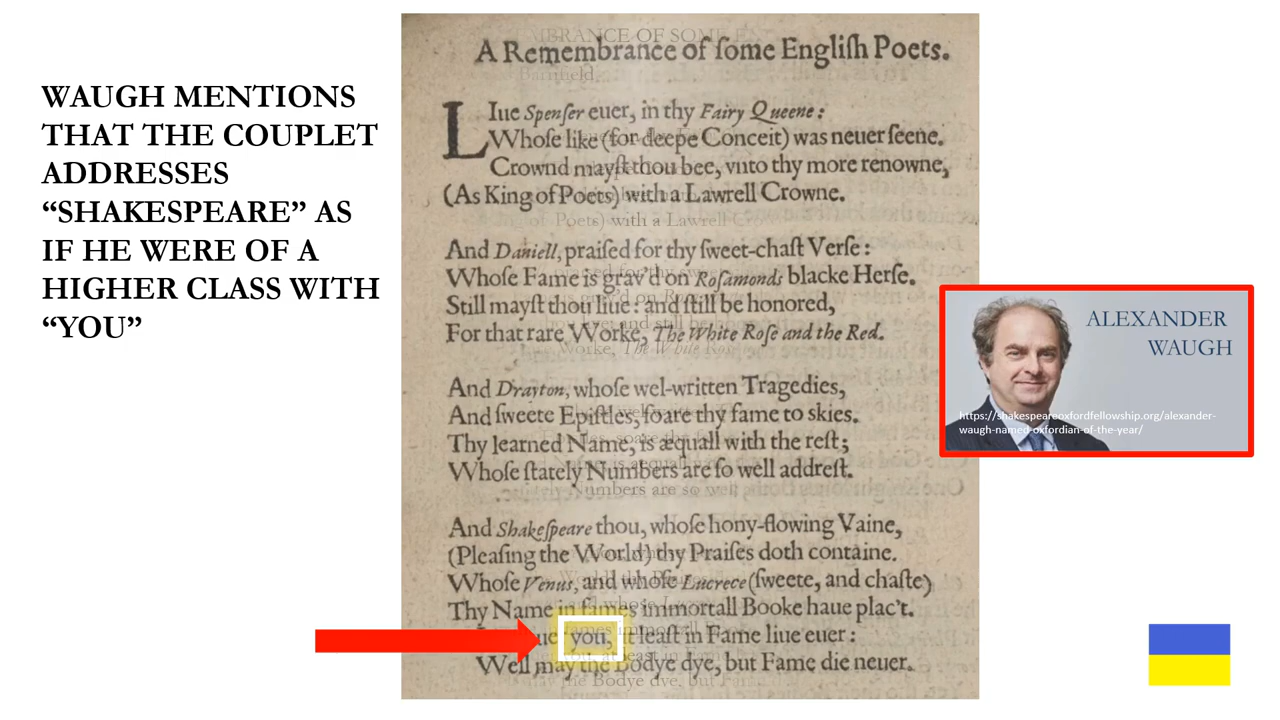 WAUGH MENTIONS
THAT THE COUPLET
ADDRESSES
“SHAKESPEARE” AS
IF HE WERE OF A
HIGHER CLASS WITH
“YOU”
A Remembrance of ſome Engliſh Poets.
LIue Spenſer euer, in thy Fairy Queene:
Whoſe like (for deepe Conceit) was neuer ſeene.
Crownd mayſt thou bee, vnto thy more renowne,
(As King of Poets) with a Lawrell Crowne.
And Daniell, praiſed for thy ſweet-chaſt Verſe:
Whoſe Fame is grav'd on Roſamonds blacke Herſe.
Still mayſt thou liue: and ſtill be honored,
For that rare Worke, The White Roſe and the Red.
And Drayton, whoſe wel-written Tragedies,
And ſweete Epiſtles, ſoare thy fame to skies.
Thy learned Name, is æquall with the reſt;
Whoſe ſtately Numbers are ſo well addreſt.
And Shakeſpeare thou, whoſe hony-flowing Vaine,
(Pleaſing the World) thy Praiſes doth containe.
Whoſe Venus, and whoſe Lucrece (ſweete, and chaſte)
Thy Name in fames immortall Booke haue plac't.
you, at leaſt in Fame liue euer:
Well may the Bodye dye, but Fame die neuer.
ALEXANDER
WAUGH
https://shakespeareoxfordfellowship.org/alexander-
waugh-named-oxfordian-of-the-year/